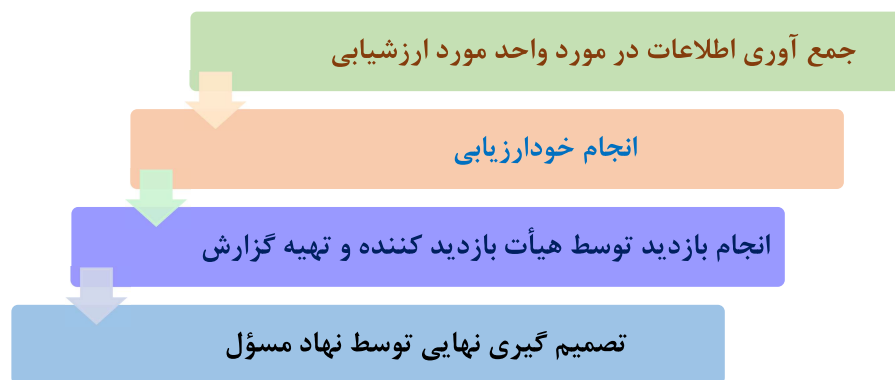 جمع آوری اطلاعات در مورد واحد مورد ارزشیابی
انجام خودارزیابی
انجام بازدید توسط هیأت بازدید کننده و تهیه گزارش
تصمیم گیری نهایی توسط نهاد مسؤل